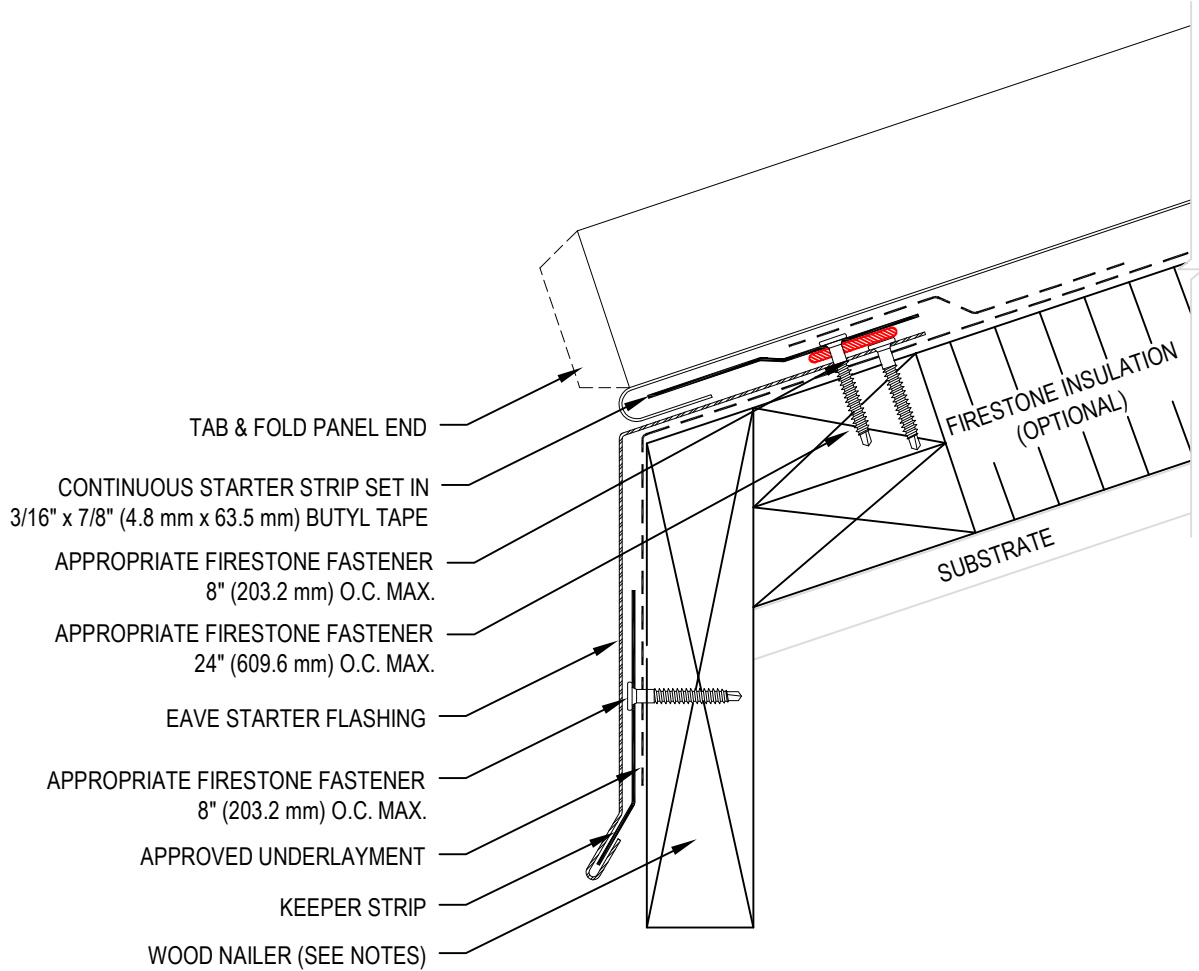 TAB & FOLD PANEL END
CONTINUOUS STARTER STRIP SET IN
3/16" x 7/8" (4.8 mm x 63.5 mm) BUTYL TAPE
APPROPRIATE FIRESTONE FASTENER
8" (203.2 mm) O.C. MAX.
APPROPRIATE FIRESTONE FASTENER
24" (609.6 mm) O.C. MAX.
EAVE STARTER FLASHING
APPROPRIATE FIRESTONE FASTENER
8" (203.2 mm) O.C. MAX.
APPROVED UNDERLAYMENT
KEEPER STRIP
WOOD NAILER (SEE NOTES)
FIRESTONE INSULATION
(OPTIONAL)
SUBSTRATE